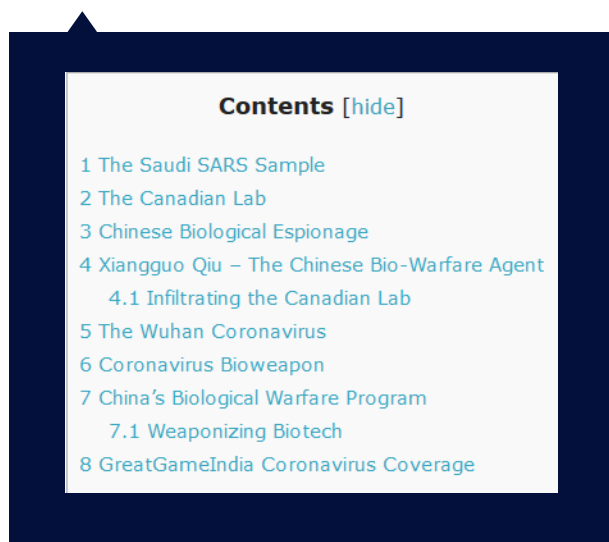 Contents [hide]
1 The Saudi SARS Sample
2 The Canadian Lab
3 Chinese Biological Espionage
4 Xiangguo Qiu – The Chinese Bio-Warfare Agent
4.1 Infiltrating the Canadian Lab
5 The Wuhan Coronavirus
6 Coronavirus Bioweapon
7 China’s Biological Warfare Program
7.1 Weaponizing Biotech
8 GreatGameIndia Coronavirus Coverage